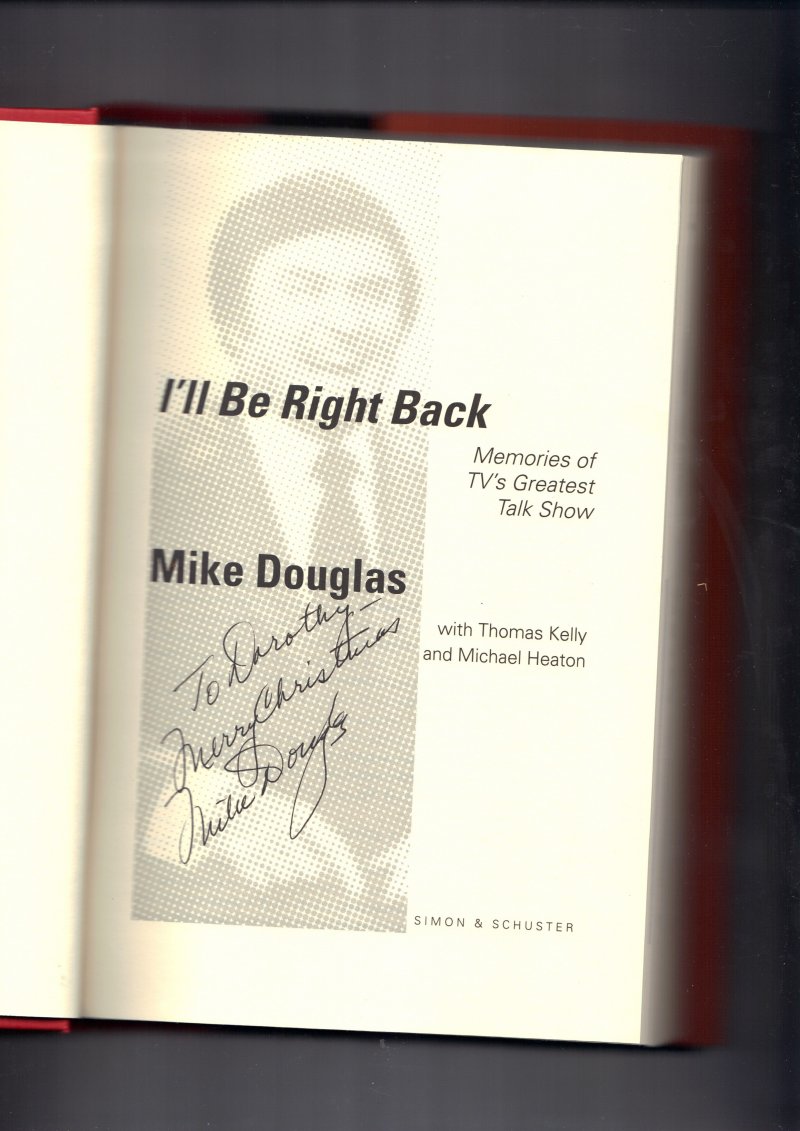 I'll Be Right Back
Memories of
TV's Greatest
Talk Show
Mike Douglas
with Thomas Kelly
and Michael Heaton
To Dorothy—
Merry Christmas
Mike Douglas
SIMON & SCHUSTER